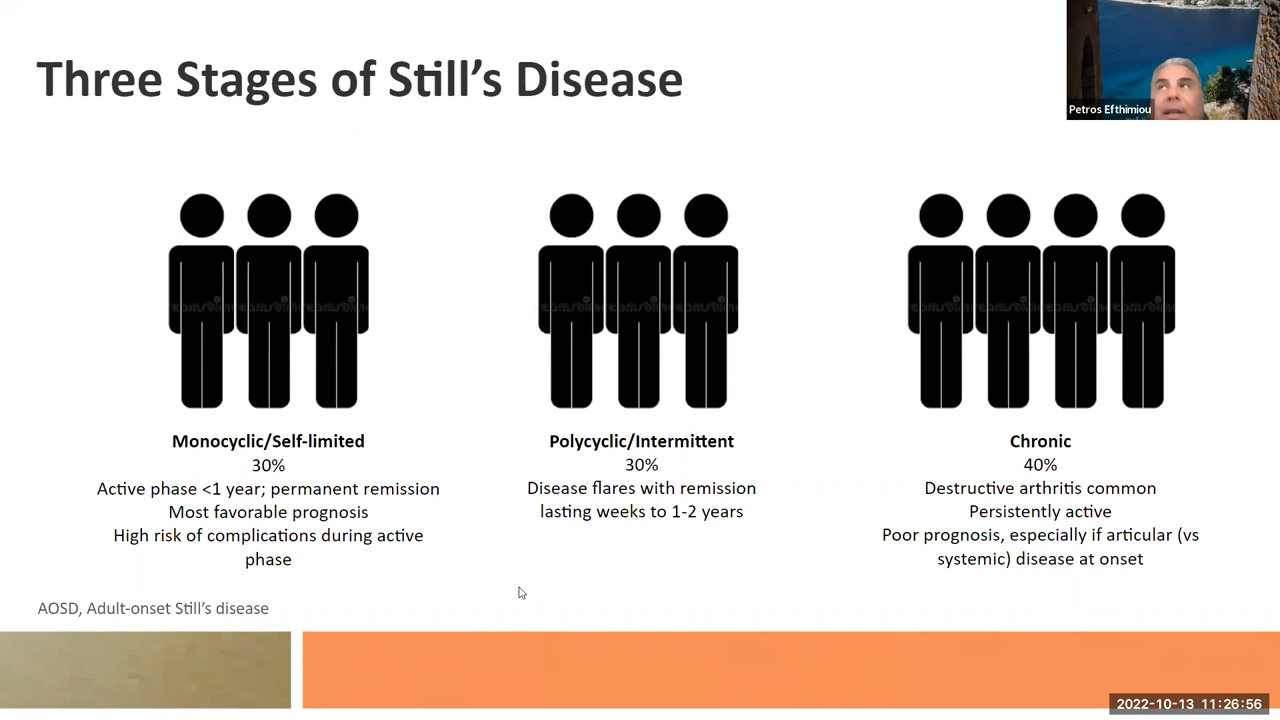 Three Stages of Still's Disease
Petros Efthimiou
Monocyclic/Self-limited
30%
Active phase <1 year; permanent remission
Most favorable prognosis
High risk of complications during active
phase
Polycyclic/Intermittent
30%
Disease flares with remission
lasting weeks to 1-2 years
Chronic
40%
Destructive arthritis common
Persistently active
Poor prognosis, especially if articular (vs
systemic) disease at onset
AOSD, Adult-onset Still's disease
2022-10-13 11:26:56